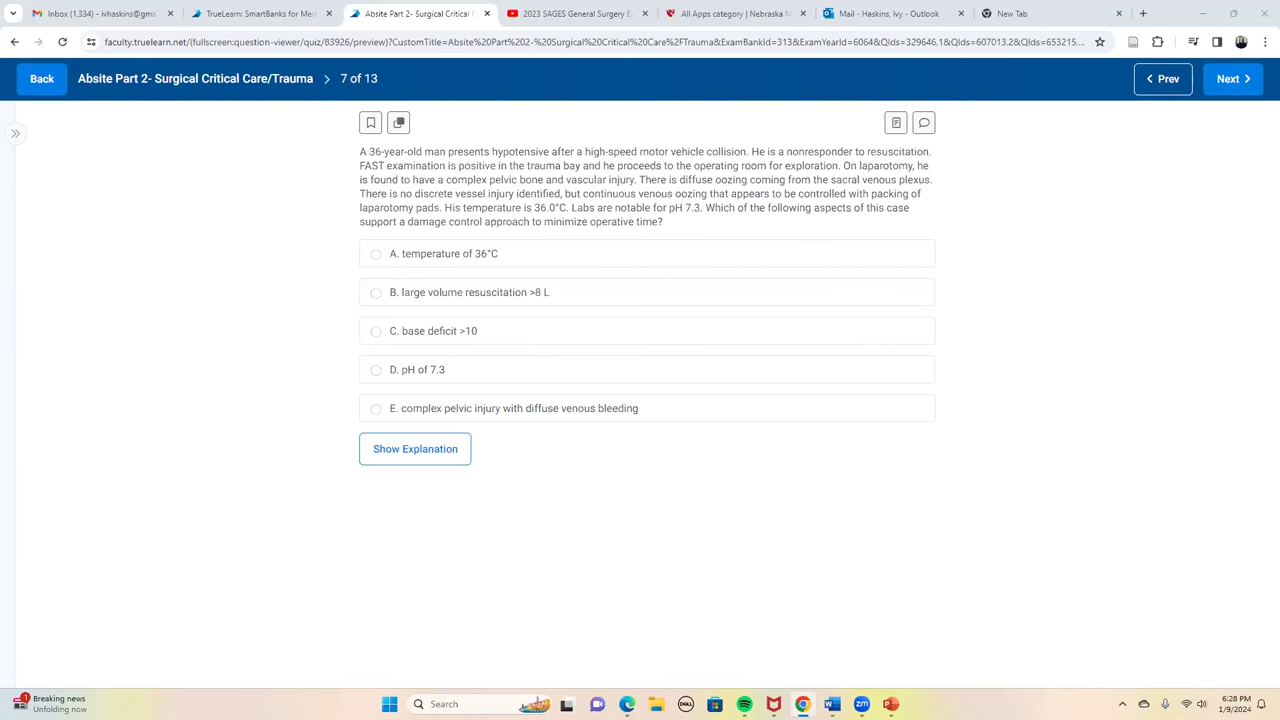 Inbox (1,334) - ivhaskins@gma
TrueLearn: SmartBanks for Med
Absite Part 2- Surgical Critical C
2023 SAGES General Surgery E
All Apps category | Nebraska M
Mail - Haskins, Ivy - Outlook
New Tab
faculty.truelearn.net/(fullscreen:question-viewer/quiz/83926/preview)?CustomTitle=Absite%20Part%202-%20Surgical%20Critical%20Care%2FTrauma&ExamBankId=313&ExamYearId=6064&QIds=329646.1&QIds=607013.2&QIds=653215....
Back
Absite Part 2- Surgical Critical Care/Trauma > 7 of 13
Prev
Next
A 36-year-old man presents hypotensive after a high-speed motor vehicle collision. He is a nonresponder to resuscitation.
FAST examination is positive in the trauma bay and he proceeds to the operating room for exploration. On laparotomy, he
is found to have a complex pelvic bone and vascular injury. There is diffuse oozing coming from the sacral venous plexus.
There is no discrete vessel injury identified, but continuous venous oozing that appears to be controlled with packing of
laparotomy pads. His temperature is 36.0°C. Labs are notable for pH 7.3. Which of the following aspects of this case
support a damage control approach to minimize operative time?
A. temperature of 36°C
B. large volume resuscitation >8 L
C. base deficit >10
D. pH of 7.3
E. complex pelvic injury with diffuse venous bleeding
Show Explanation
Breaking news
Unfolding now
Search
DELL
zm
W
P
6:28 PM
1/9/2024